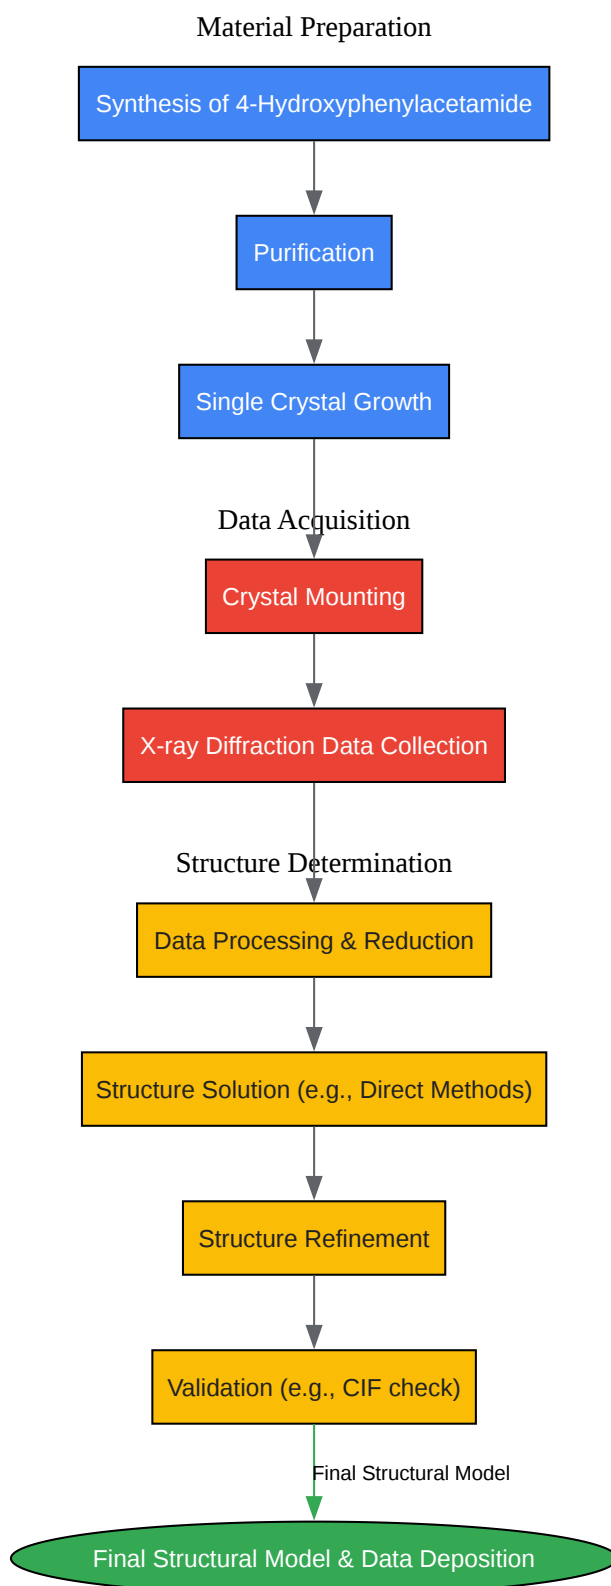 Material Preparation
Synthesis of 4-Hydroxyphenylacetamide
Purification
Single Crystal Growth
Data Acquisition
Crystal Mounting
X-ray Diffraction Data Collection
Structure Determination
Data Processing & Reduction
Structure Solution (e.g., Direct Methods)
Structure Refinement
Validation (e.g., CIF check)
Final Structural Model
Final Structural Model & Data Deposition